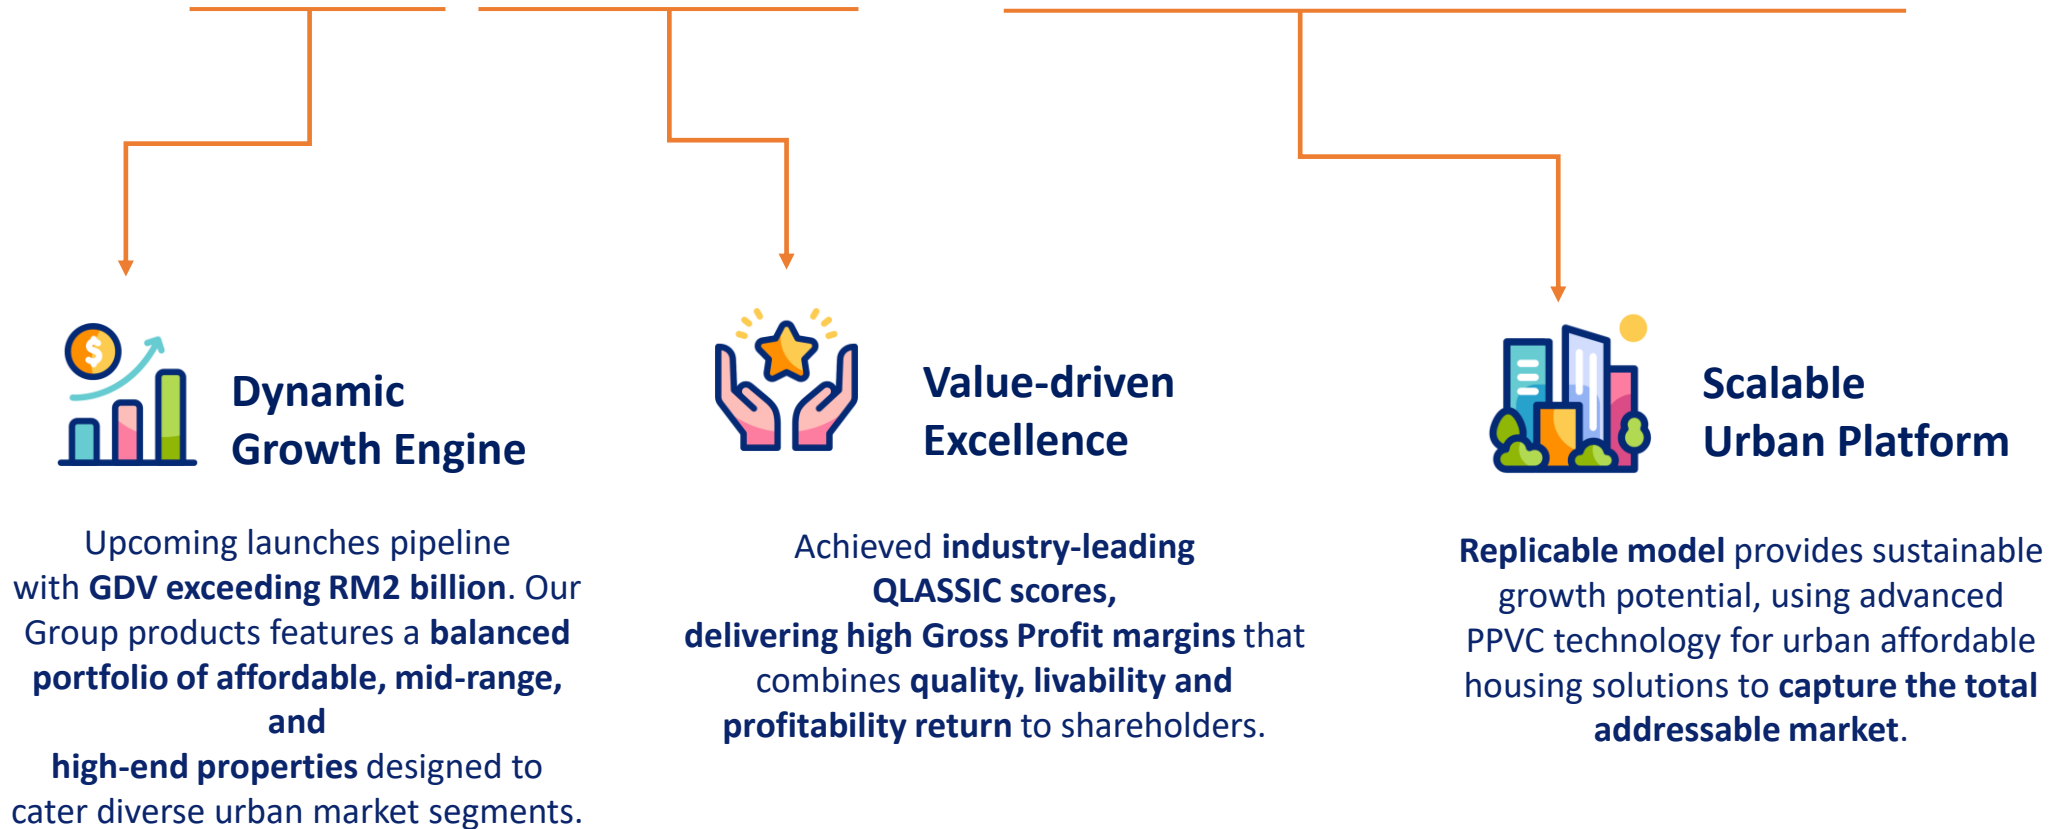 $
Dynamic
Growth Engine
Upcoming launches pipeline
with GDV exceeding RM2 billion. Our
Group products features a balanced
portfolio of affordable, mid-range,
and
high-end properties designed to
cater diverse urban market segments.
Value-driven
Excellence
Achieved industry-leading
QLASSIC scores,
delivering high Gross Profit margins that
combines quality, livability and
profitability return to shareholders.
Scalable
Urban Platform
Replicable model provides sustainable
growth potential, using advanced
PPVC technology for urban affordable
housing solutions to capture the total
addressable market.